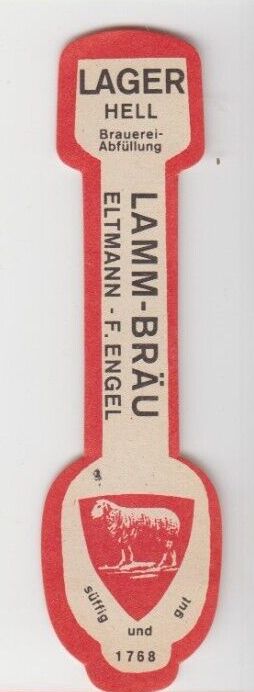 LAGER
HELL
Brauerei-
Abfüllung
LAMM-BRÄU
ELTMANN - F. ENGEL
süffig und gut
1768